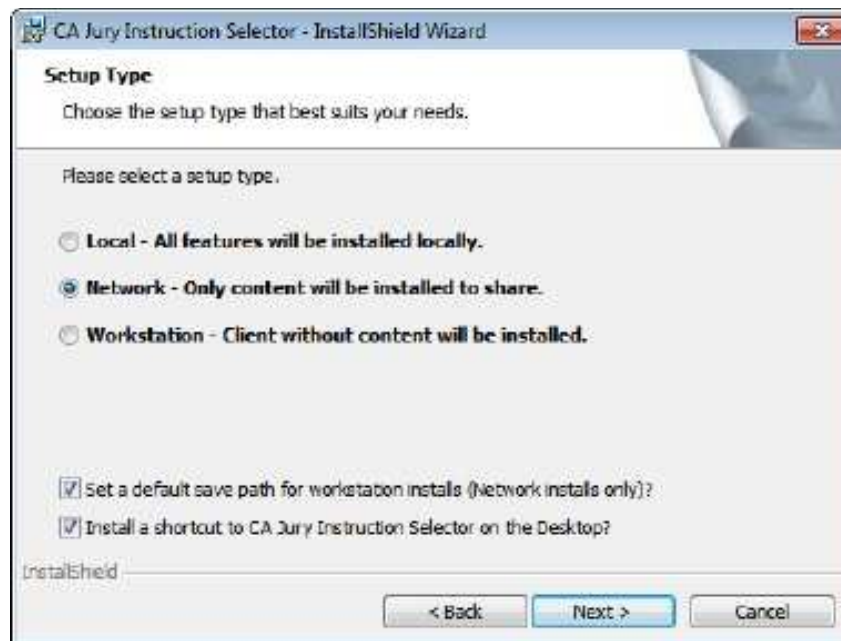 CA Jury Instruction Selector - InstallShield Wizard
Setup Type
Choose the setup type that best suits your needs.
Please select a setup type.
Local - All features will be installed locally.
Network - Only content will be installed to share.
Workstation - Client without content will be installed.
Set a default save path for workstation installs (Network installs only)?
Install a shortcut to CA Jury Instruction Selector on the Desktop?
InstallShield
< Back Next > Cancel